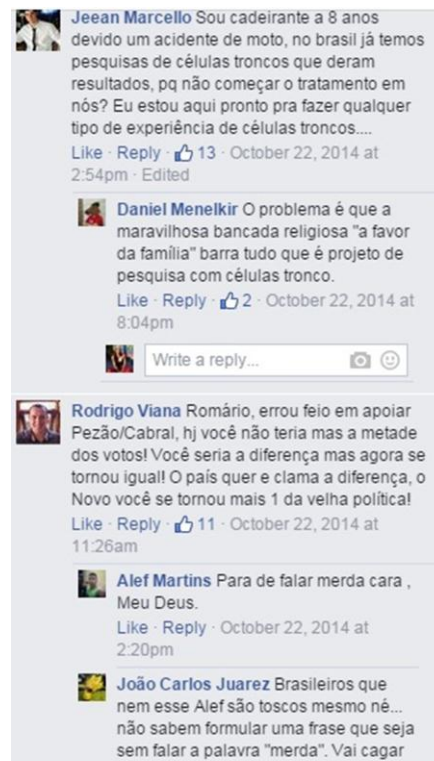 Jeean Marcello Sou cadeirante a 8 anos
devido um acidente de moto, no brasil já temos
pesquisas de células troncos que deram
resultados, pq não começar o tratamento em
nós? Eu estou aqui pronto pra fazer qualquer
tipo de experiência de células troncos....
Like · Reply · 13 · October 22, 2014 at
2:54pm · Edited
Daniel Menelkir O problema é que a
maravilhosa bancada religiosa "a favor
da família" barra tudo que é projeto de
pesquisa com células tronco.
Like · Reply · 2 · October 22, 2014 at
8:04pm
Write a reply...
Rodrigo Viana Romário, errou feio em apoiar
Pezão/Cabral, hj você não teria mas a metade
dos votos! Você seria a diferença mas agora se
tornou igual! O país quer e clama a diferença, o
Novo você se tornou mais 1 da velha política!
Like · Reply · 11 · October 22, 2014 at
11:26am
Alef Martins Para de falar merda cara ,
Meu Deus.
Like · Reply · October 22, 2014 at
2:20pm
João Carlos Juarez Brasileiros que
nem esse Alef são toscos mesmo né...
não sabem formular uma frase que seja
sem falar a palavra "merda". Vai cagar